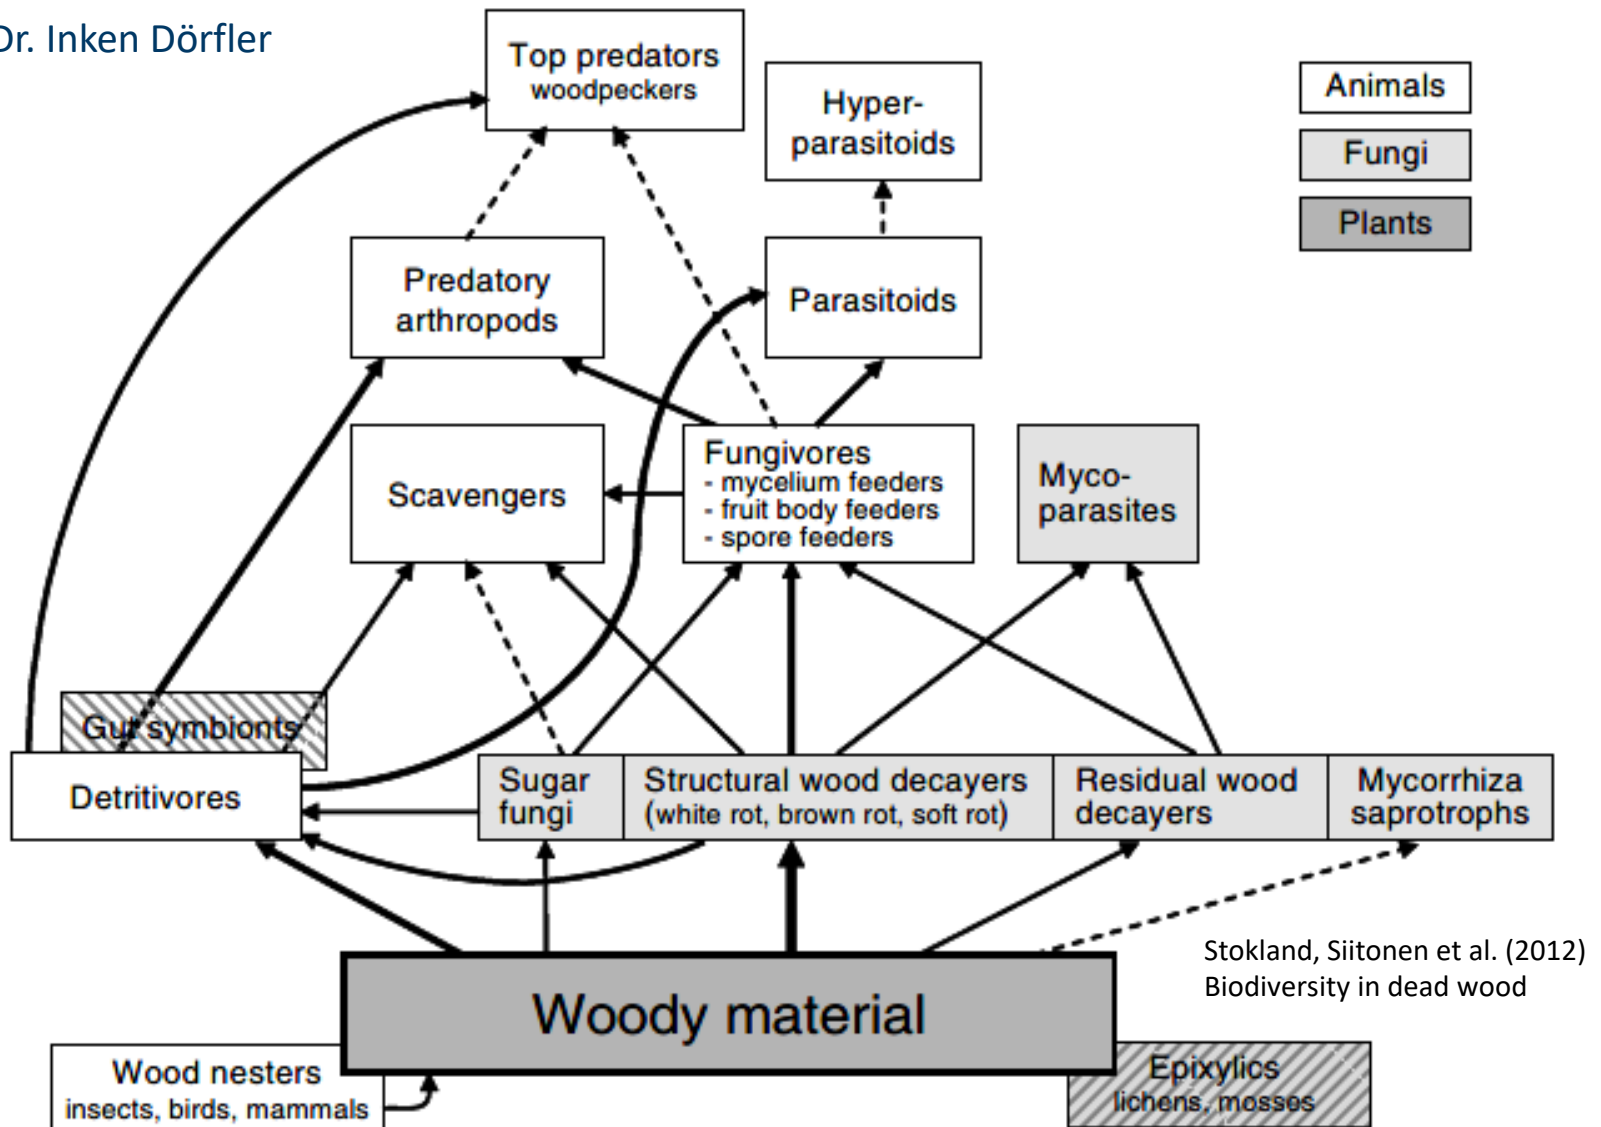 Dr. Inken Dörfler
Top predators
woodpeckers
Hyper-
parasitoids
Animals
Fungi
Plants
Predatory
arthropods
Parasitoids
Scavengers
Fungivores
- mycelium feeders
- fruit body feeders
- spore feeders
Myco-
parasites
Gut symbionts
Detritivores
Sugar
fungi
Structural wood decayers
(white rot, brown rot, soft rot)
Residual wood
decayers
Mycorrhiza
saprotrophs
Stokland, Siitonen et al. (2012)
Biodiversity in dead wood
Woody material
Wood nesters
insects, birds, mammals
Epixylics
lichens, mosses